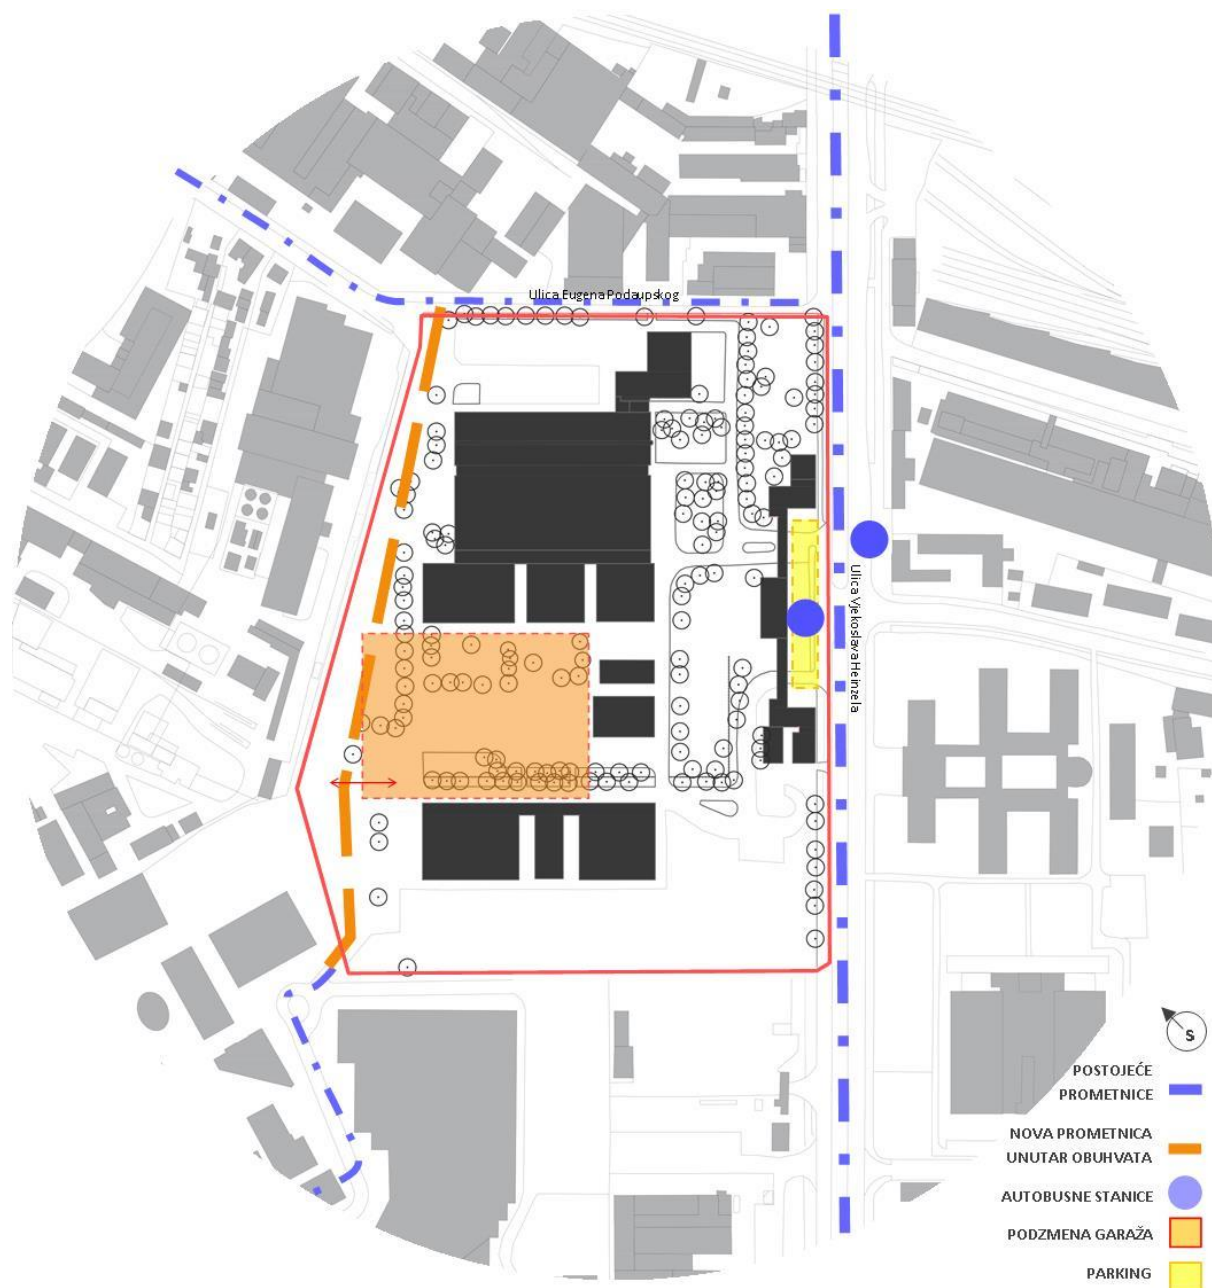 Ulica Eugena Podaupskog
Ulica Vjekoslava Heinzela
S
POSTOJEĆE
PROMETNICE
NOVA PROMETNICA
UNUTAR OBUHVATA
AUTOBUSNE STANICE
PODZMENA GARAŽA
PARKING